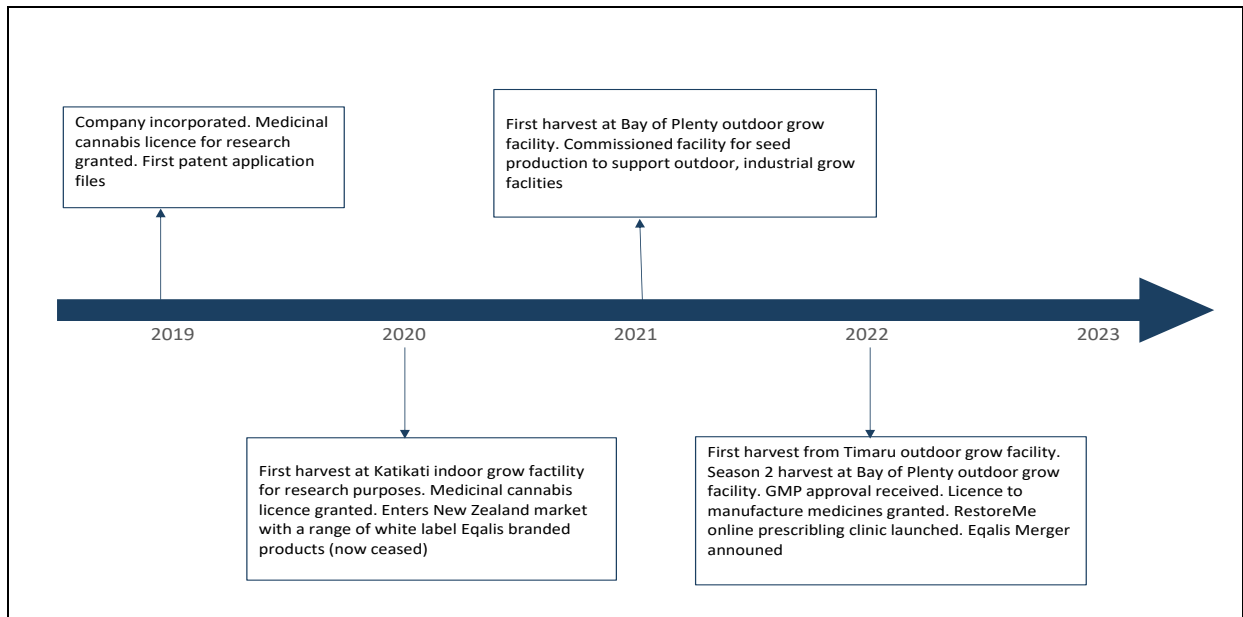 Company incorporated. Medicinal
cannabis licence for research
granted. First patent application
files
First harvest at Bay of Plenty outdoor grow
facility. Commissioned facility for seed
production to support outdoor, industrial grow
faclities
2019
2020
2021
2022
2023
First harvest at Katikati indoor grow factility
for research purposes. Medicinal cannabis
licence granted. Enters New Zealand market
with a range of white label Eqalis branded
products (now ceased)
First harvest from Timaru outdoor grow facility.
Season 2 harvest at Bay of Plenty outdoor grow
facility. GMP approval received. Licence to
manufacture medicines granted. RestoreMe
online prescribling clinic launched. Eqalis Merger
announed